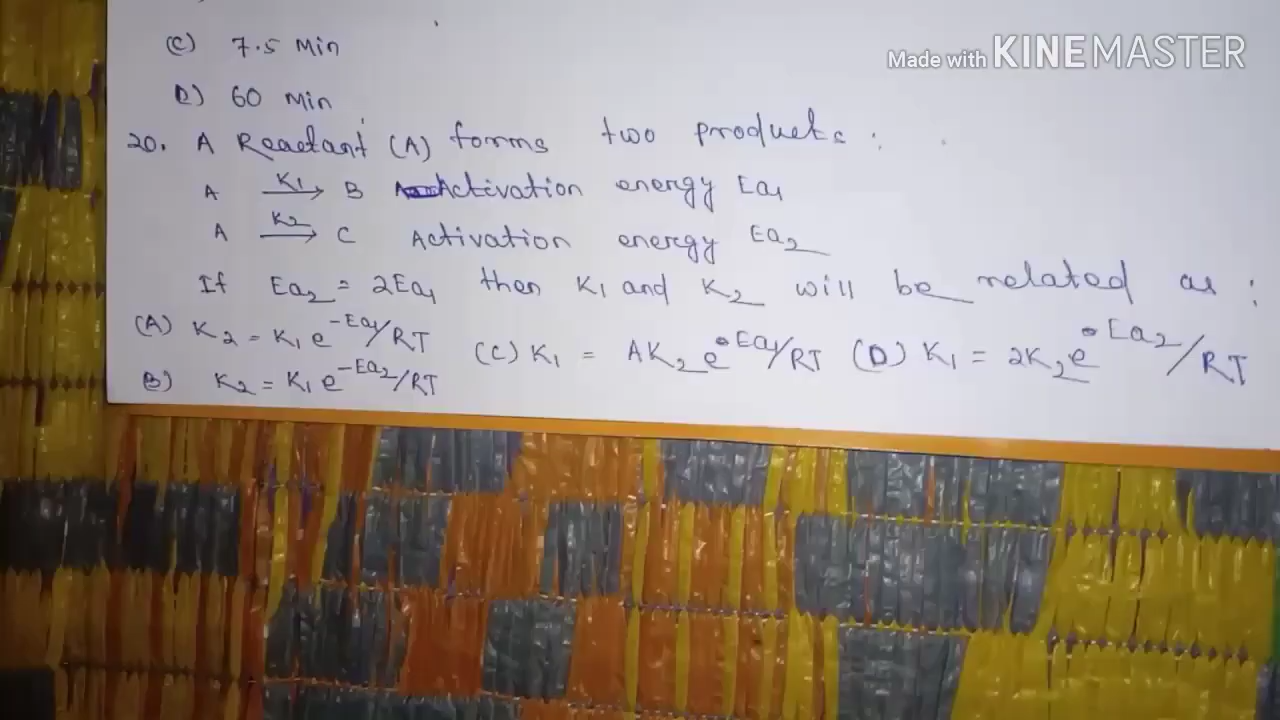 (C) 7.5 Min
Made with KINEMASTER
D) 60 Min
20. A Reactant (A) forms two products :
A K1→ B Activation energy Ea1
A K2→ C Activation energy Ea2
If Ea2 = 2Ea1 then K1 and K2 will be related as :
(A) K2 = K1 e^-Ea1/RT (C) K1 = AK2 e^Ea1/RT (D) K1 = 2K2 e^Ea2/RT
B) K2 = K1 e^-Ea2/RT